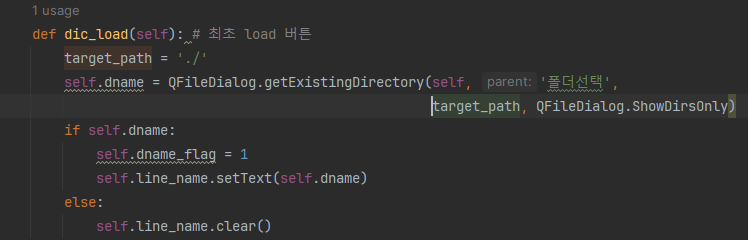 1 usage
def dic_load(self): # 최초 load 버튼
target_path = './'
self.dname = QFileDialog.getExistingDirectory(self, parent: '폴더선택',
target_path, QFileDialog.ShowDirsOnly)
if self.dname:
self.dname_flag = 1
self.line_name.setText(self.dname)
else:
self.line_name.clear()